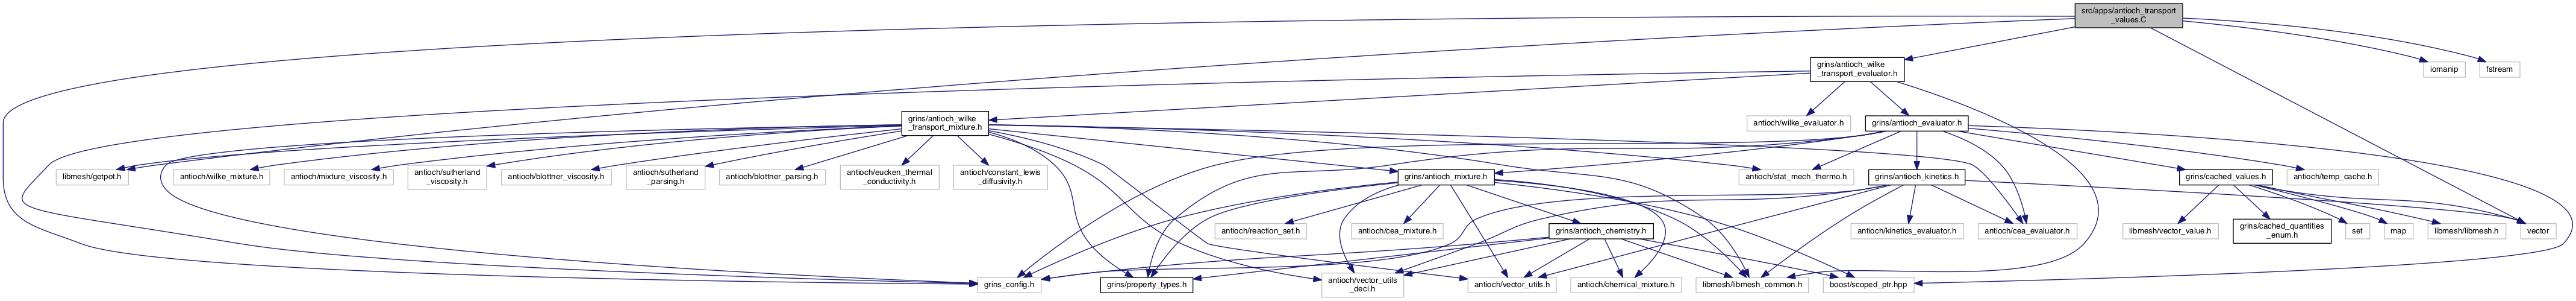 src/apps/antioch_transport
_values.C
grins/antioch_wilke
_transport_evaluator.h
iomanip
fstream
grins/antioch_wilke
_transport_mixture.h
antioch/wilke_evaluator.h
grins/antioch_evaluator.h
libmesh/getpot.h
antioch/wilke_mixture.h
antioch/mixture_viscosity.h
antioch/sutherland
_viscosity.h
antioch/blottner_viscosity.h
antioch/sutherland
_parsing.h
antioch/blottner_parsing.h
antioch/eucken_thermal
_conductivity.h
antioch/constant_lewis
_diffusivity.h
grins/antioch_mixture.h
antioch/stat_mech_thermo.h
grins/antioch_kinetics.h
grins/cached_values.h
antioch/temp_cache.h
antioch/reaction_set.h
antioch/cea_mixture.h
grins/antioch_chemistry.h
antioch/kinetics_evaluator.h
antioch/cea_evaluator.h
libmesh/vector_value.h
grins/cached_quantities
_enum.h
set
map
libmesh/libmesh.h
vector
grins_config.h
grins/property_types.h
antioch/vector_utils
_decl.h
antioch/vector_utils.h
antioch/chemical_mixture.h
libmesh/libmesh_common.h
boost/scoped_ptr.hpp